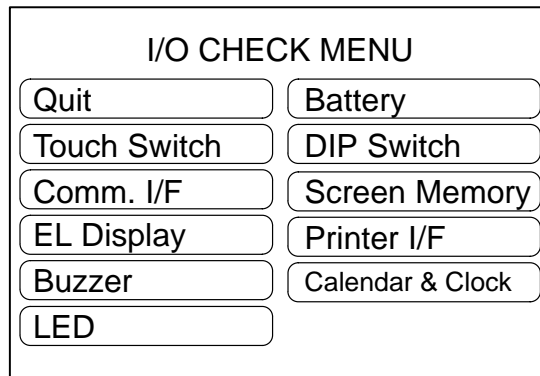 I/O CHECK MENU
Quit
Battery
Touch Switch
DIP Switch
Comm. I/F
Screen Memory
EL Display
Printer I/F
Buzzer
Calendar & Clock
LED